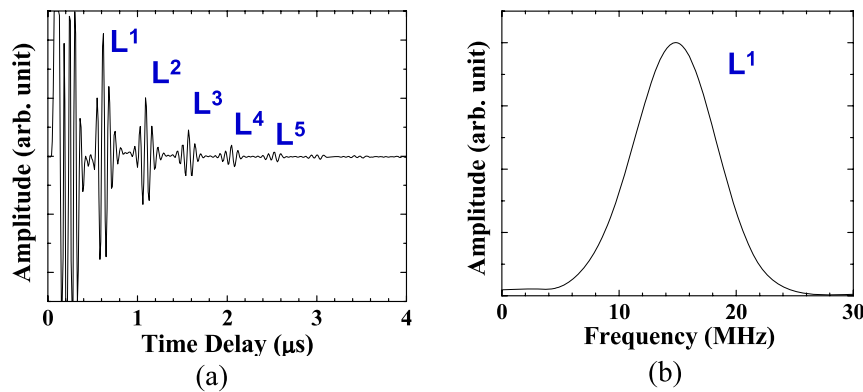 Amplitude (arb. unit)
L¹
L²
L³
L⁴
L⁵
0 1 2 3 4
Time Delay (μs)
(a)
Amplitude (arb. unit)
L¹
0 10 20 30
Frequency (MHz)
(b)